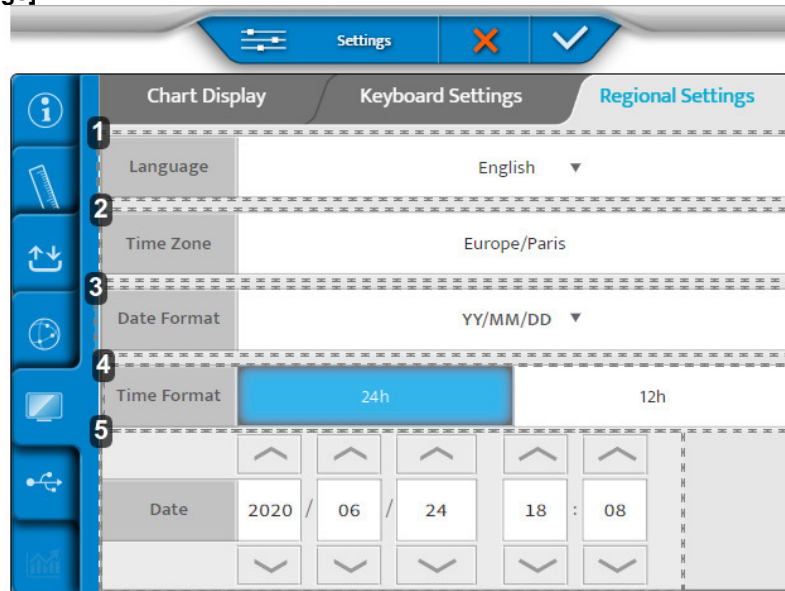 ge]
Settings
Chart Display Keyboard Settings Regional Settings
1
Language English ▼
2
Time Zone Europe/Paris
3
Date Format YY/MM/DD ▼
4
Time Format 24h 12h
5
Date 2020 / 06 / 24 18 : 08